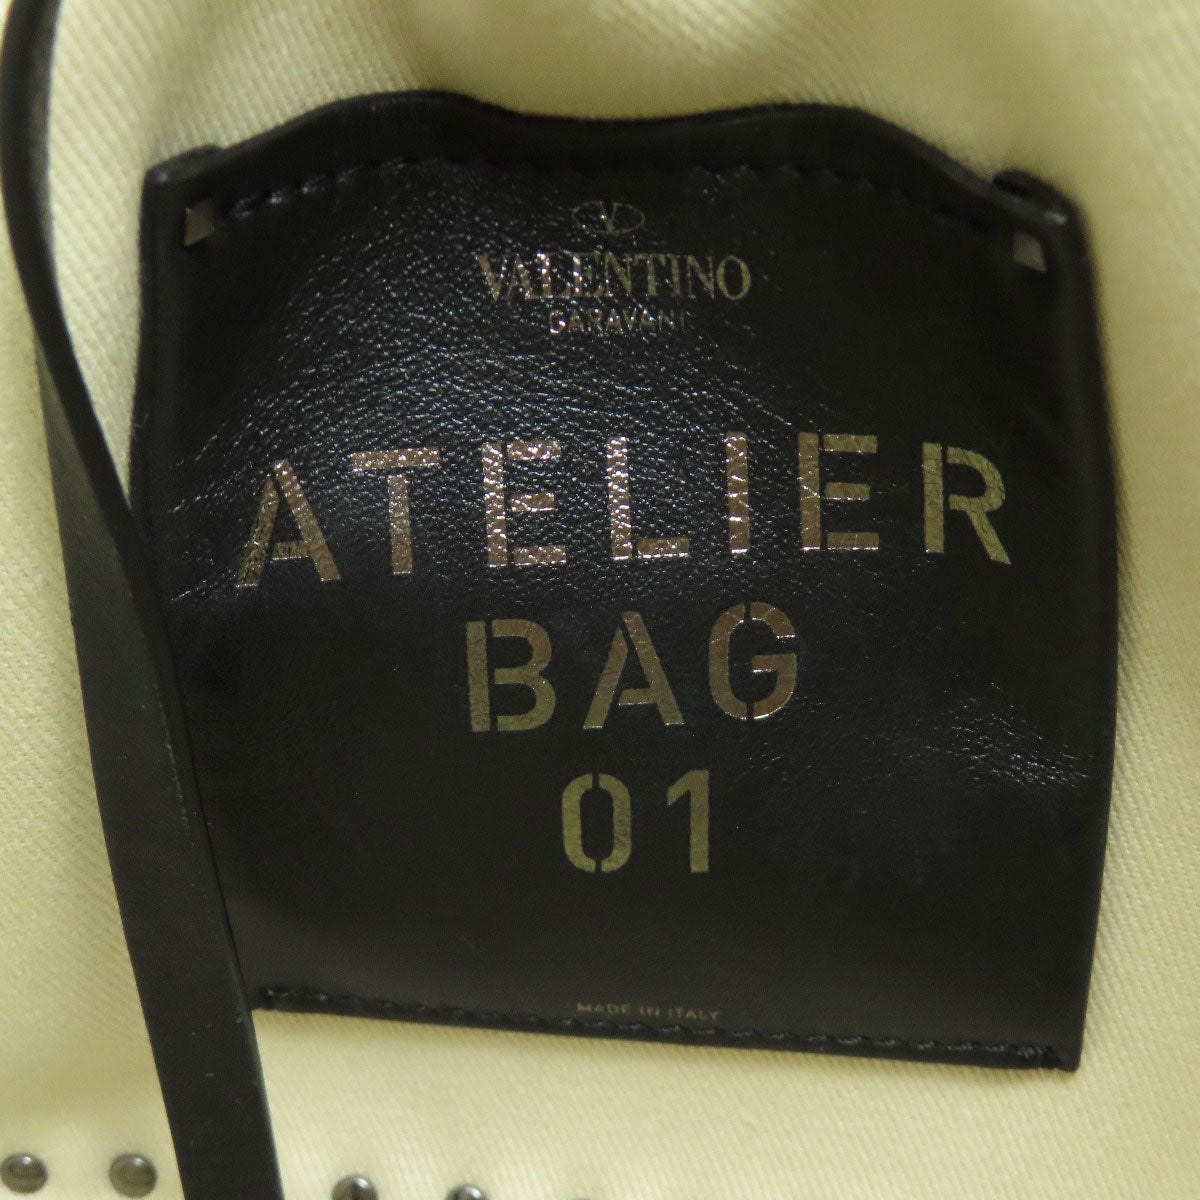 VALENTINO
GARAVANI
ATELIER
BAG
01
MADE IN ITALY